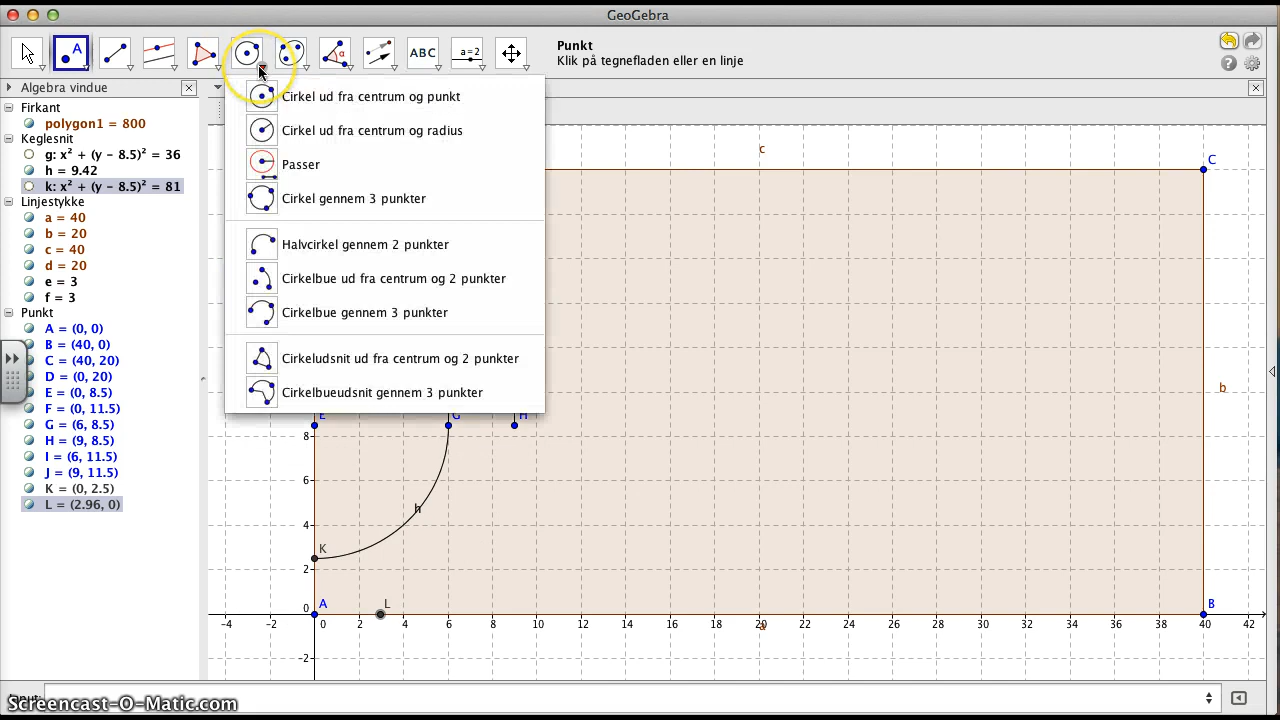 GeoGebra
A
α
ABC
a=2
Punkt
Klik på tegnefladen eller en linje
?
Algebra vindue
Firkant
polygon1 = 800
Keglesnit
g: x² + (y − 8.5)² = 36
h = 9.42
k: x² + (y − 8.5)² = 81
Linjestykke
a = 40
b = 20
c = 40
d = 20
e = 3
f = 3
Punkt
A = (0, 0)
B = (40, 0)
C = (40, 20)
D = (0, 20)
E = (0, 8.5)
F = (0, 11.5)
G = (6, 8.5)
H = (9, 8.5)
I = (6, 11.5)
J = (9, 11.5)
K = (0, 2.5)
L = (2.96, 0)
Cirkel ud fra centrum og punkt
Cirkel ud fra centrum og radius
Passer
Cirkel gennem 3 punkter
Halvcirkel gennem 2 punkter
Cirkelbue ud fra centrum og 2 punkter
Cirkelbue gennem 3 punkter
Cirkeludsnit ud fra centrum og 2 punkter
Cirkelbueudsnit gennem 3 punkter
c
C
b
E G H
8
6
h
4
K
2
0
A L B
-4 -2 0 2 4 6 8 10 12 14 16 18 20 22 24 26 28 30 32 34 36 38 40 42
a
-2
Screencast-O-Matic.com